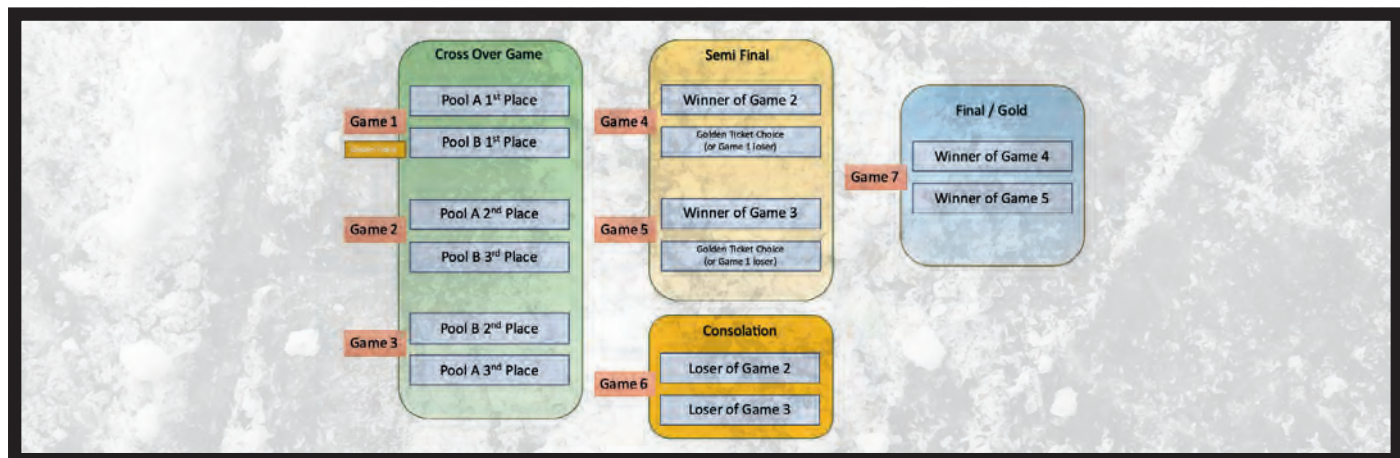 Cross Over Game
Game 1
Pool A 1st Place
Pool B 1st Place
Game 2
Pool A 2nd Place
Pool B 3rd Place
Game 3
Pool B 2nd Place
Pool A 3nd Place
Semi Final
Game 4
Winner of Game 2
Golden Ticket Choice
(or Game 1 loser)
Game 5
Winner of Game 3
Golden Ticket Choice
(or Game 1 loser)
Consolation
Game 6
Loser of Game 2
Loser of Game 3
Final / Gold
Game 7
Winner of Game 4
Winner of Game 5